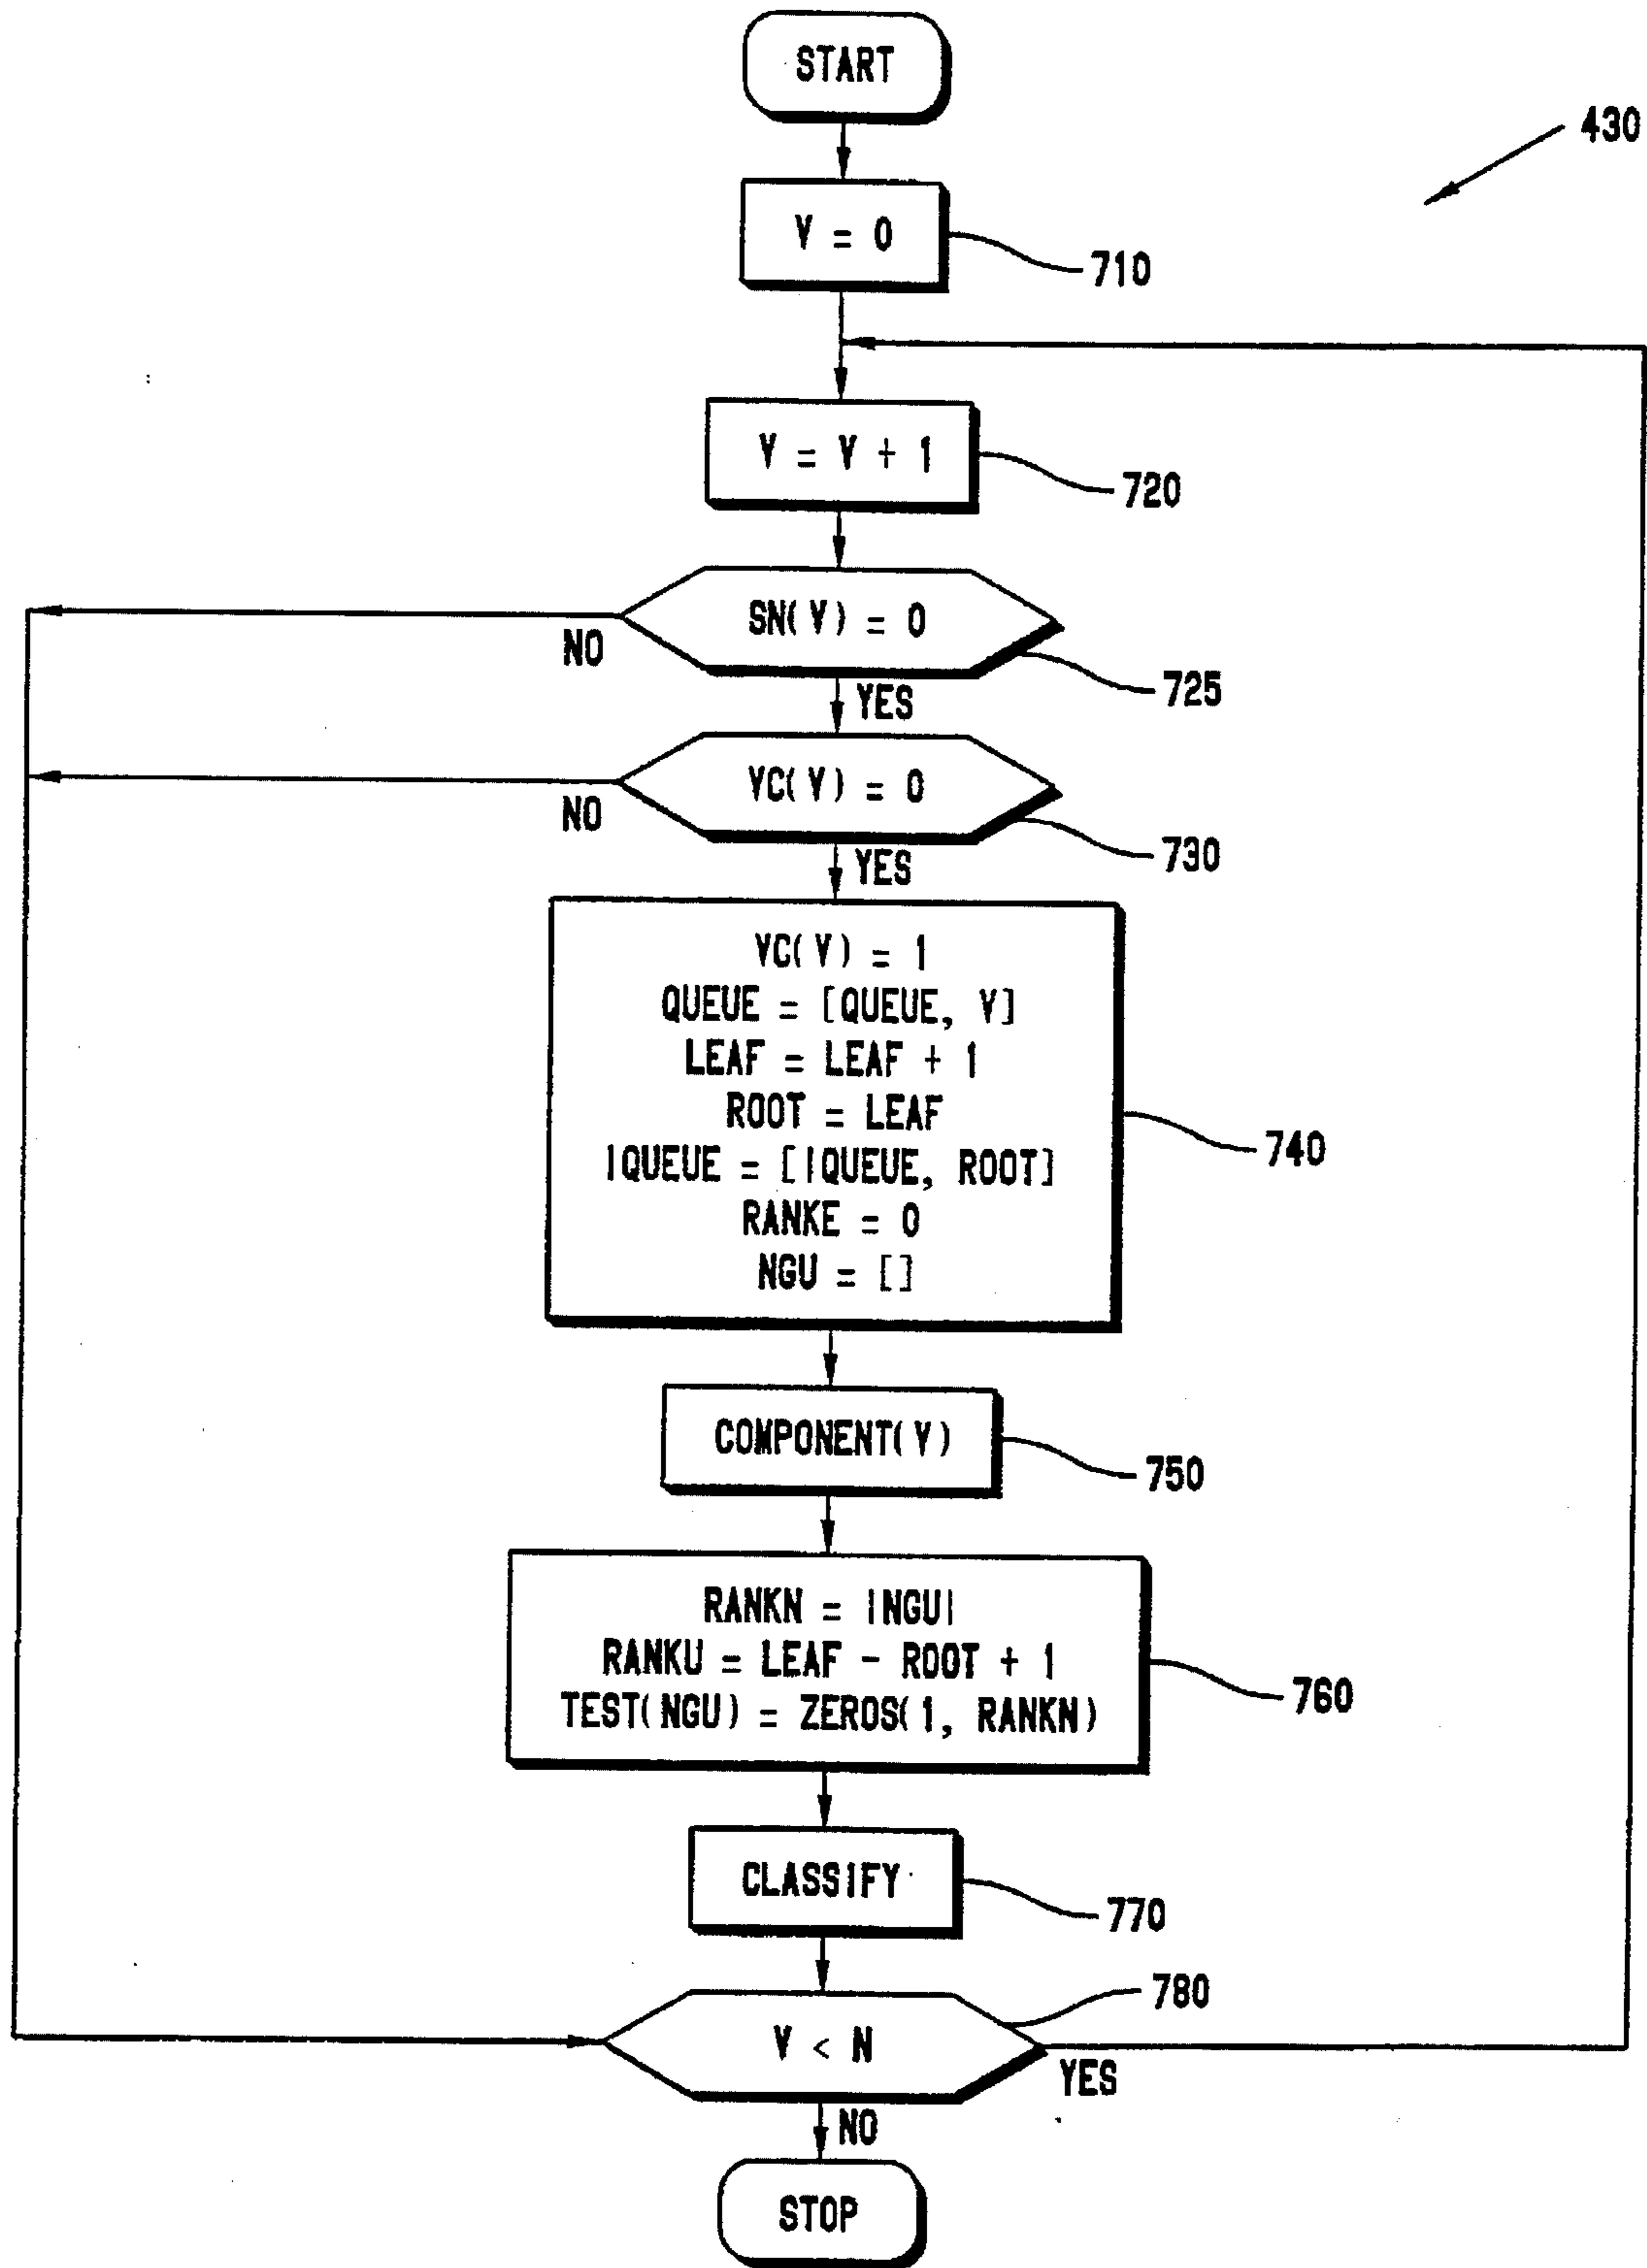 START
430
V = 0
710
V = V + 1
720
SN(V) = 0
NO
725
YES
VC(V) = 0
NO
730
YES
VC(V) = 1
QUEUE = [QUEUE, V]
LEAF = LEAF + 1
ROOT = LEAF
IQUEUE = [IQUEUE, ROOT]
RANKE = 0
NGU = []
740
COMPONENT(V)
750
RANKN = |NGU|
RANKU = LEAF - ROOT + 1
TEST(NGU) = ZEROS(1, RANKN)
760
CLASSIFY
770
780
V < N
YES
NO
STOP